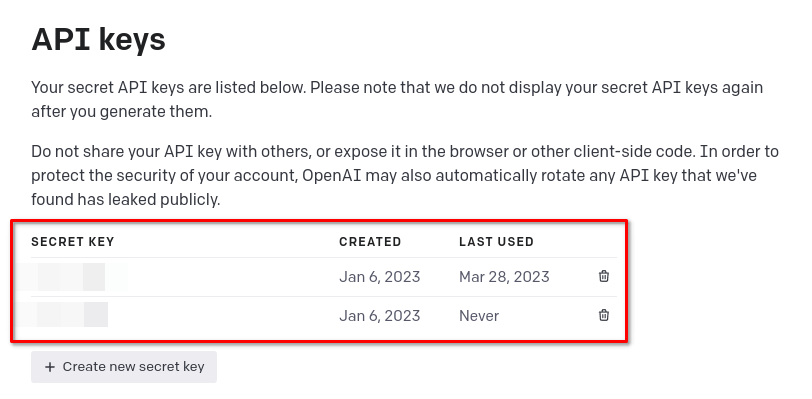 API keys
Your secret API keys are listed below. Please note that we do not display your secret API keys again
after you generate them.
Do not share your API key with others, or expose it in the browser or other client-side code. In order to
protect the security of your account, OpenAI may also automatically rotate any API key that we've
found has leaked publicly.
SECRET KEY CREATED LAST USED
Jan 6, 2023 Mar 28, 2023
Jan 6, 2023 Never
+ Create new secret key